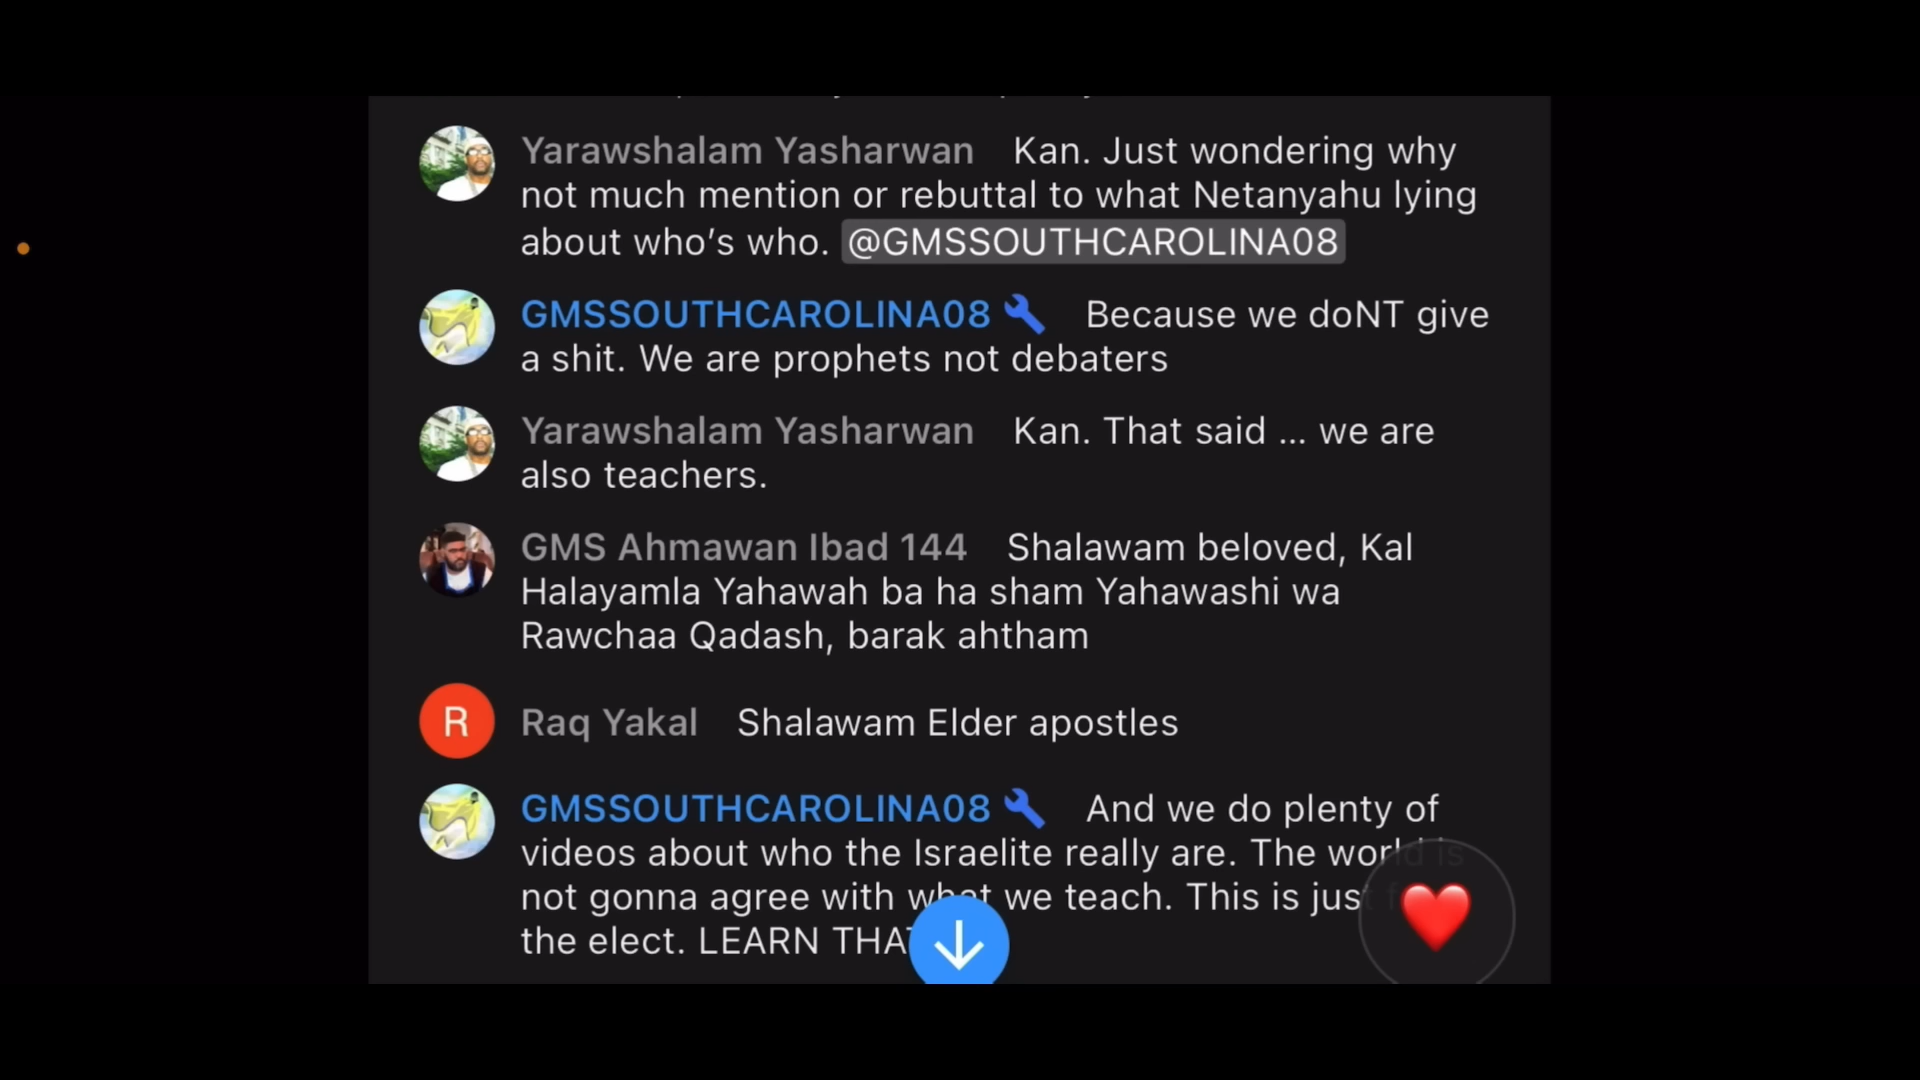 Yarawshalam Yasharwan Kan. Just wondering why
not much mention or rebuttal to what Netanyahu lying
about who’s who. @GMSSOUTHCAROLINA08
GMSSOUTHCAROLINA08 Because we doNT give
a shit. We are prophets not debaters
Yarawshalam Yasharwan Kan. That said ... we are
also teachers.
GMS Ahmawan Ibad 144 Shalawam beloved, Kal
Halayamla Yahawah ba ha sham Yahawashi wa
Rawchaa Qadash, barak ahtham
R Raq Yakal Shalawam Elder apostles
GMSSOUTHCAROLINA08 And we do plenty of
videos about who the Israelite really are. The world is
not gonna agree with what we teach. This is just
the elect. LEARN